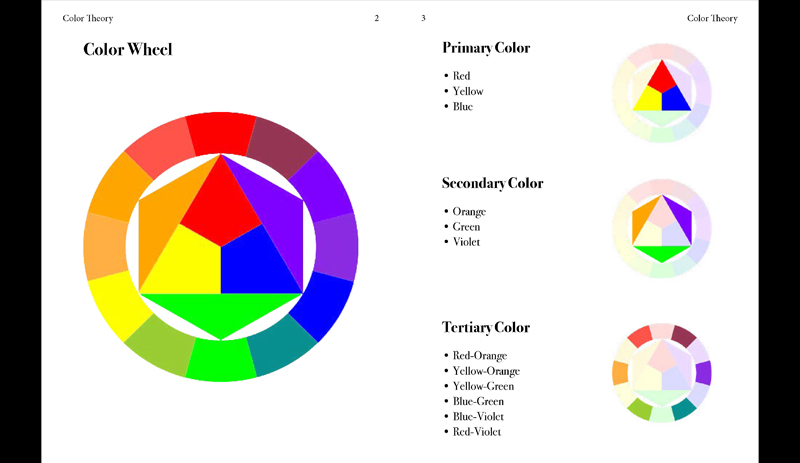 Color Theory
2
Color Wheel
3
Color Theory
Primary Color
• Red
• Yellow
• Blue
Secondary Color
• Orange
• Green
• Violet
Tertiary Color
• Red-Orange
• Yellow-Orange
• Yellow-Green
• Blue-Green
• Blue-Violet
• Red-Violet